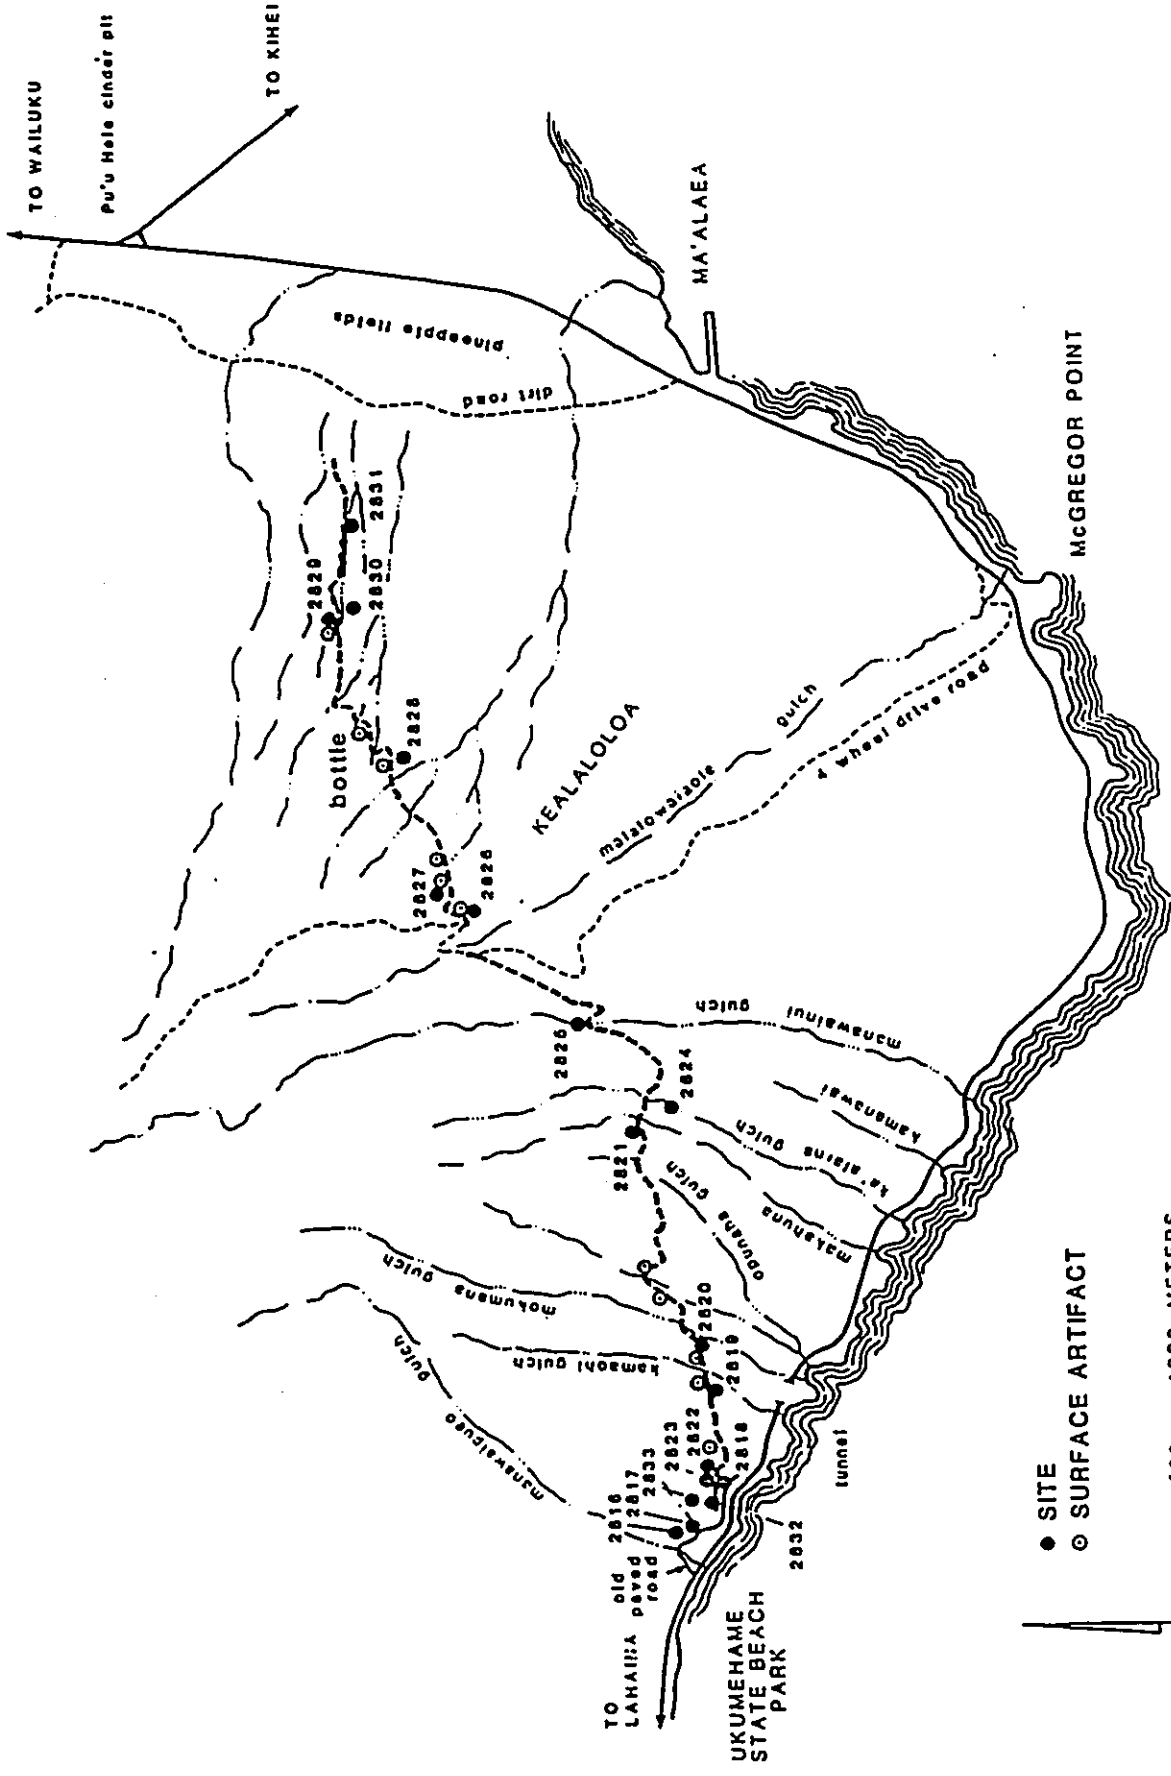 TO WAILUKU
Pu'u Hele cinder pit
TO KIHEI
pineapple fields
dirt road
MA'ALAEA
McGREGOR POINT
2831
2829
2830
bottle
2828
KEALALOLOA
malalowaiaole
gulch
4 wheel drive road
2827
2826
2825
2824
2821
manawainui
gulch
kamanawai
ka'alaina gulch
makahuna
opunaha
gulch
mokumana
gulch
kamaohi gulch
manawaipueo
gulch
2820
2819
2823
2822
2818
2833
2817
2816
2832
tunnel
old
paved
road
TO
LAHAINA
UKUMEHAME
STATE BEACH
PARK
● SITE
⊙ SURFACE ARTIFACT
METERS